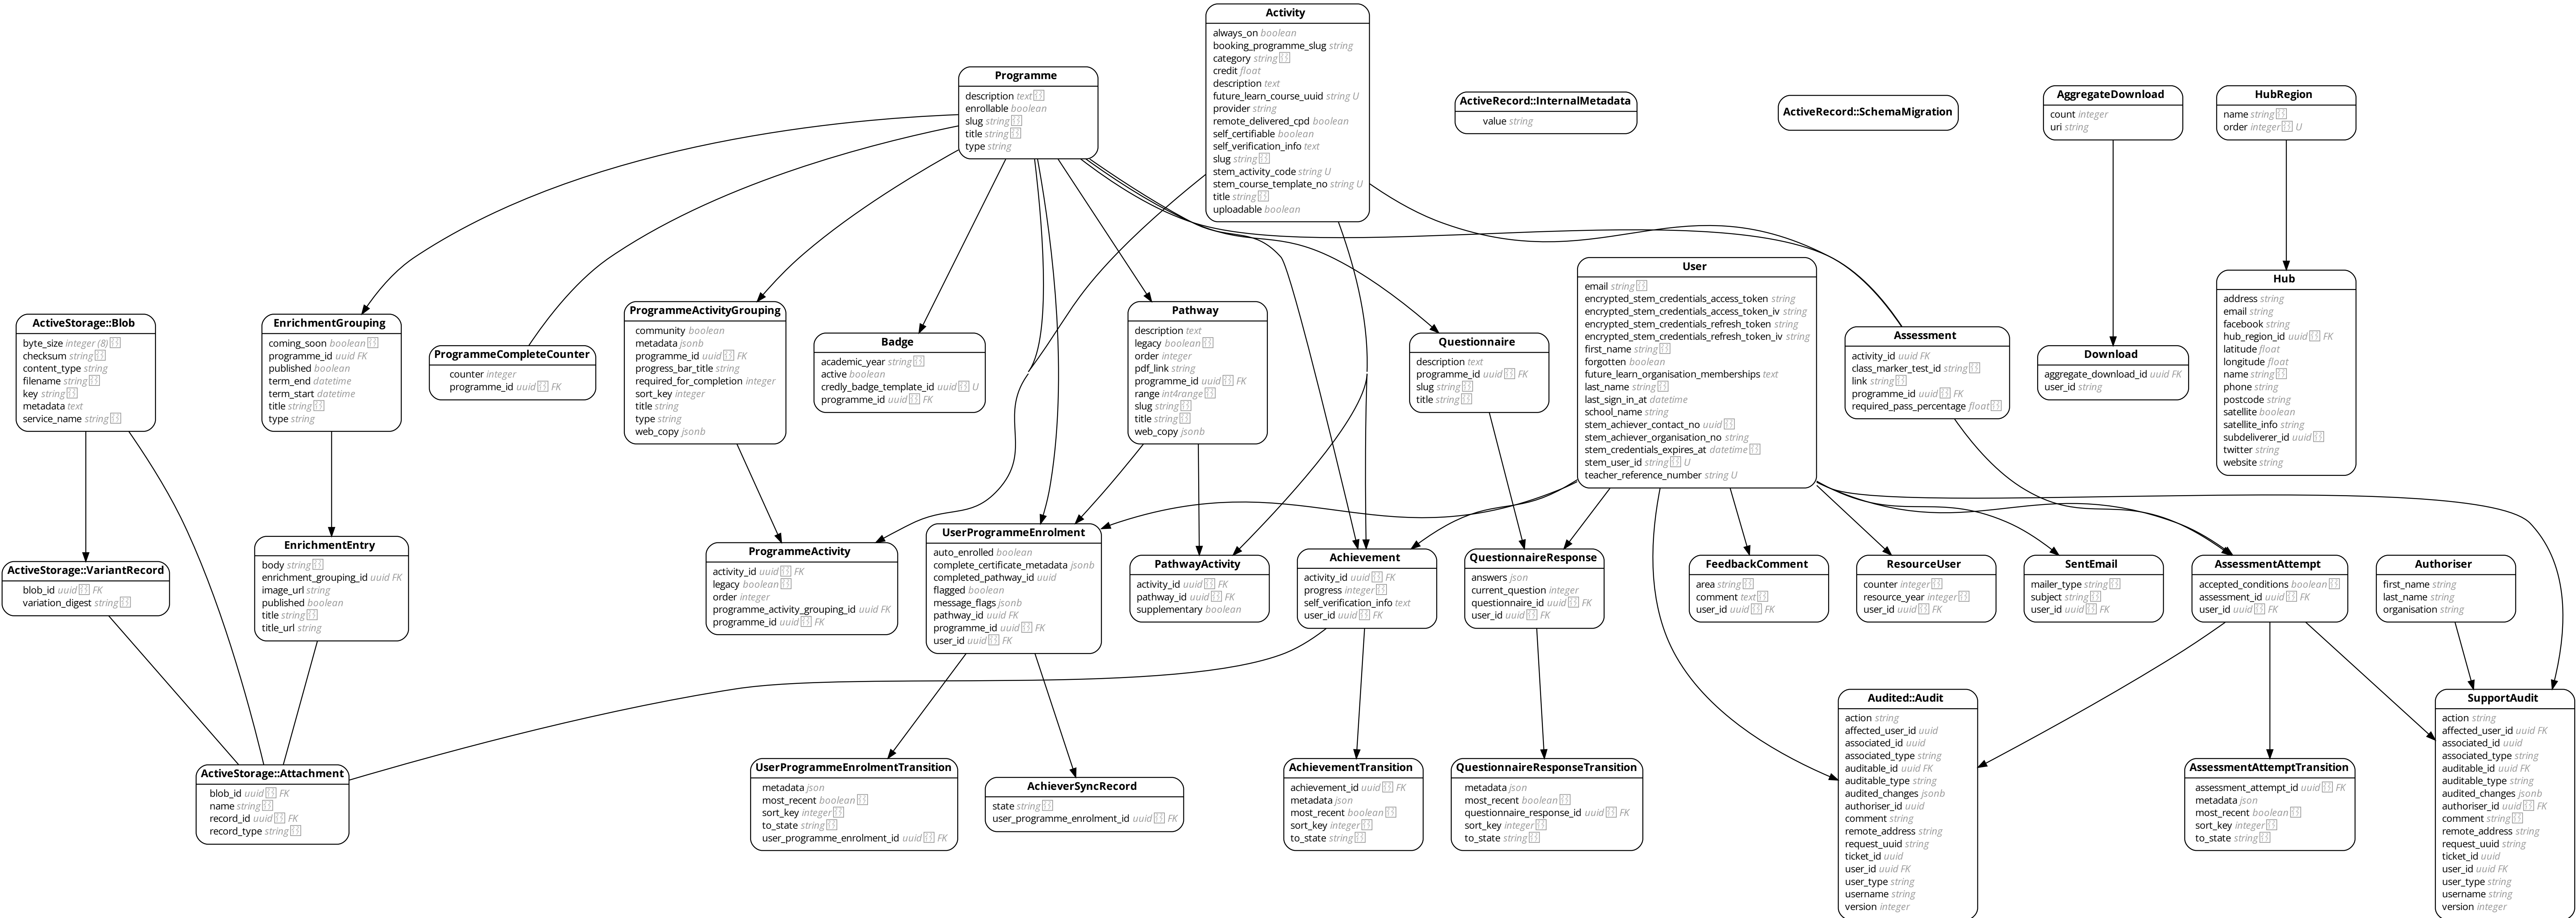 Activity
always_on boolean
booking_programme_slug string
category string
credit float
description text
future_learn_course_uuid string U
provider string
remote_delivered_cpd boolean
self_certifiable boolean
self_verification_info text
slug string
stem_activity_code string U
stem_course_template_no string U
title string
uploadable boolean
Programme
description text
enrollable boolean
slug string
title string
type string
ActiveRecord::InternalMetadata
value string
ActiveRecord::SchemaMigration
AggregateDownload
count integer
uri string
HubRegion
name string
order integer U
ActiveStorage::Blob
byte_size integer (8)
checksum string
content_type string
filename string
key string
metadata text
service_name string
EnrichmentGrouping
coming_soon boolean
programme_id uuid FK
published boolean
term_end datetime
term_start datetime
title string
type string
ProgrammeCompleteCounter
counter integer
programme_id uuid FK
ProgrammeActivityGrouping
community boolean
metadata jsonb
programme_id uuid FK
progress_bar_title string
required_for_completion integer
sort_key integer
title string
type string
web_copy jsonb
Badge
academic_year string
active boolean
credly_badge_template_id uuid U
programme_id uuid FK
Pathway
description text
legacy boolean
order integer
pdf_link string
programme_id uuid FK
range int4range
slug string
title string
web_copy jsonb
Questionnaire
description text
programme_id uuid FK
slug string
title string
User
email string
encrypted_stem_credentials_access_token string
encrypted_stem_credentials_access_token_iv string
encrypted_stem_credentials_refresh_token string
encrypted_stem_credentials_refresh_token_iv string
first_name string
forgotten boolean
future_learn_organisation_memberships text
last_name string
last_sign_in_at datetime
school_name string
stem_achiever_contact_no uuid
stem_achiever_organisation_no string
stem_credentials_expires_at datetime
stem_user_id string U
teacher_reference_number string U
Assessment
activity_id uuid FK
class_marker_test_id string
link string
programme_id uuid FK
required_pass_percentage float
Download
aggregate_download_id uuid FK
user_id string
Hub
address string
email string
facebook string
hub_region_id uuid FK
latitude float
longitude float
name string
phone string
postcode string
satellite boolean
satellite_info string
subdeliverer_id uuid
twitter string
website string
ActiveStorage::VariantRecord
blob_id uuid FK
variation_digest string
EnrichmentEntry
body string
enrichment_grouping_id uuid FK
image_url string
published boolean
title string
title_url string
ProgrammeActivity
activity_id uuid FK
legacy boolean
order integer
programme_activity_grouping_id uuid FK
programme_id uuid FK
UserProgrammeEnrolment
auto_enrolled boolean
complete_certificate_metadata jsonb
completed_pathway_id uuid
flagged boolean
message_flags jsonb
pathway_id uuid FK
programme_id uuid FK
user_id uuid FK
PathwayActivity
activity_id uuid FK
pathway_id uuid FK
supplementary boolean
Achievement
activity_id uuid FK
progress integer
self_verification_info text
user_id uuid FK
QuestionnaireResponse
answers json
current_question integer
questionnaire_id uuid FK
user_id uuid FK
FeedbackComment
area string
comment text
user_id uuid FK
ResourceUser
counter integer
resource_year integer
user_id uuid FK
SentEmail
mailer_type string
subject string
user_id uuid FK
AssessmentAttempt
accepted_conditions boolean
assessment_id uuid FK
user_id uuid FK
Authoriser
first_name string
last_name string
organisation string
ActiveStorage::Attachment
blob_id uuid FK
name string
record_id uuid FK
record_type string
UserProgrammeEnrolmentTransition
metadata json
most_recent boolean
sort_key integer
to_state string
user_programme_enrolment_id uuid FK
AchieverSyncRecord
state string
user_programme_enrolment_id uuid FK
AchievementTransition
achievement_id uuid FK
metadata json
most_recent boolean
sort_key integer
to_state string
QuestionnaireResponseTransition
metadata json
most_recent boolean
questionnaire_response_id uuid FK
sort_key integer
to_state string
Audited::Audit
action string
affected_user_id uuid
associated_id uuid
associated_type string
auditable_id uuid FK
auditable_type string
audited_changes jsonb
authoriser_id uuid
comment string
remote_address string
request_uuid string
ticket_id uuid
user_id uuid FK
user_type string
username string
version integer
AssessmentAttemptTransition
assessment_attempt_id uuid FK
metadata json
most_recent boolean
sort_key integer
to_state string
SupportAudit
action string
affected_user_id uuid FK
associated_id uuid
associated_type string
auditable_id uuid FK
auditable_type string
audited_changes jsonb
authoriser_id uuid FK
comment string
remote_address string
request_uuid string
ticket_id uuid
user_id uuid FK
user_type string
username string
version integer